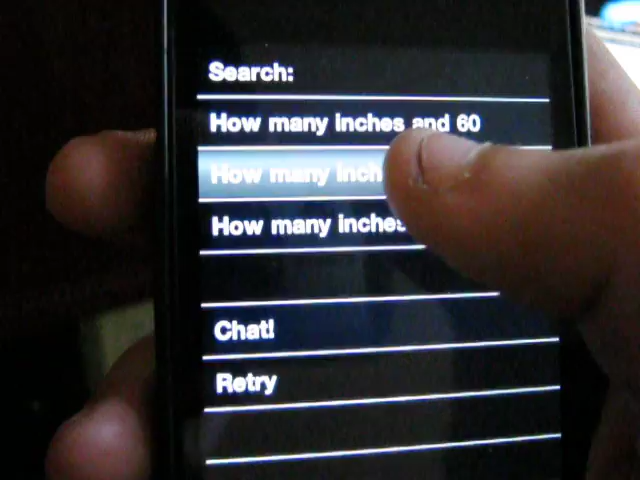 Search:
How many inches and 60
How many inch
How many inches
Chat!
Retry